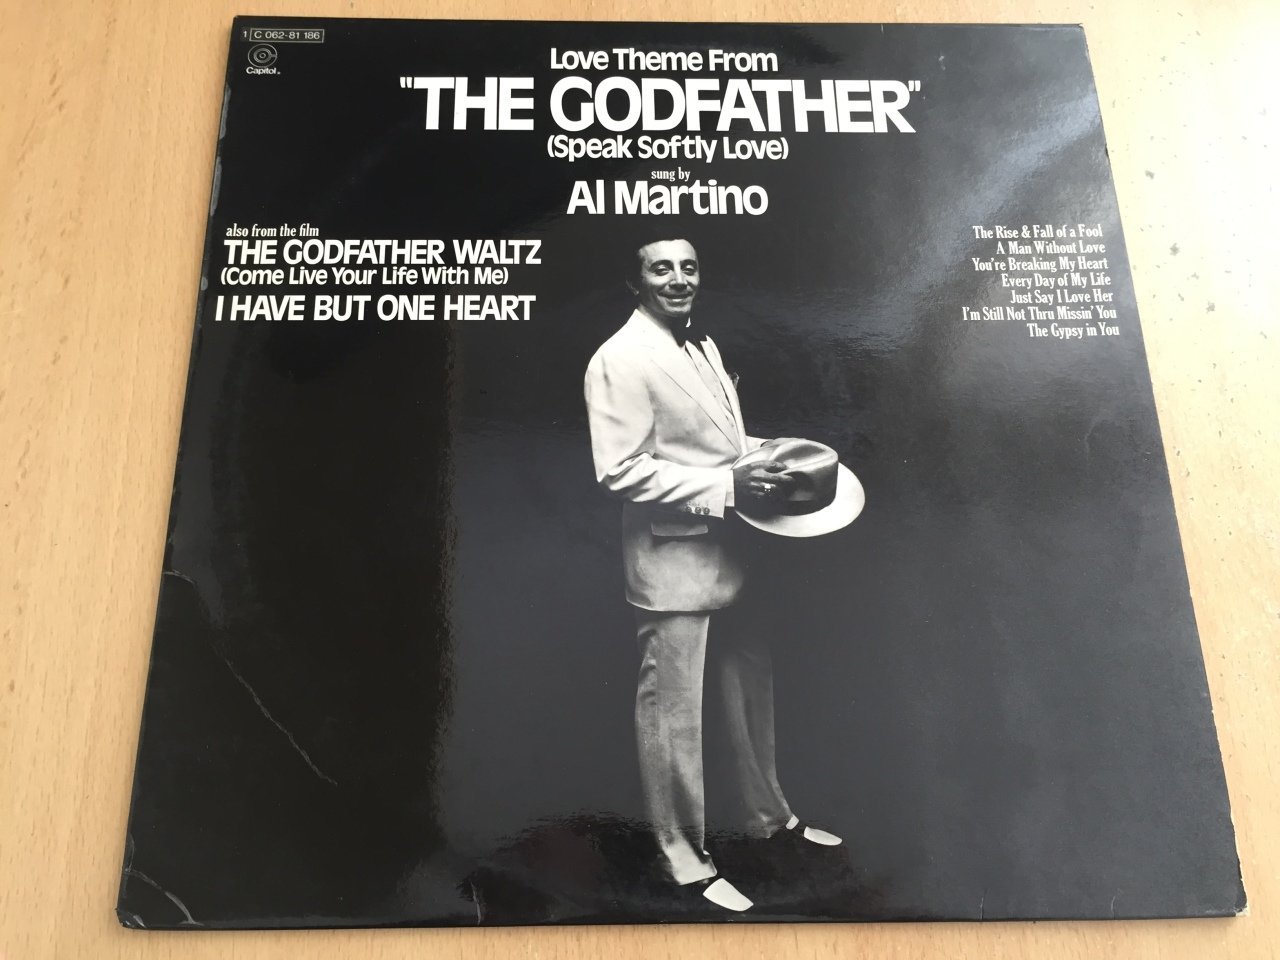 1 C 062-81 186
Capitol®
Love Theme From
"THE GODFATHER"
(Speak Softly Love)
sung by
Al Martino
also from the film
THE GODFATHER WALTZ
(Come Live Your Life With Me)
I HAVE BUT ONE HEART
The Rise & Fall of a Fool
A Man Without Love
You're Breaking My Heart
Every Day of My Life
Just Say I Love Her
I'm Still Not Thru Missin' You
The Gypsy in You